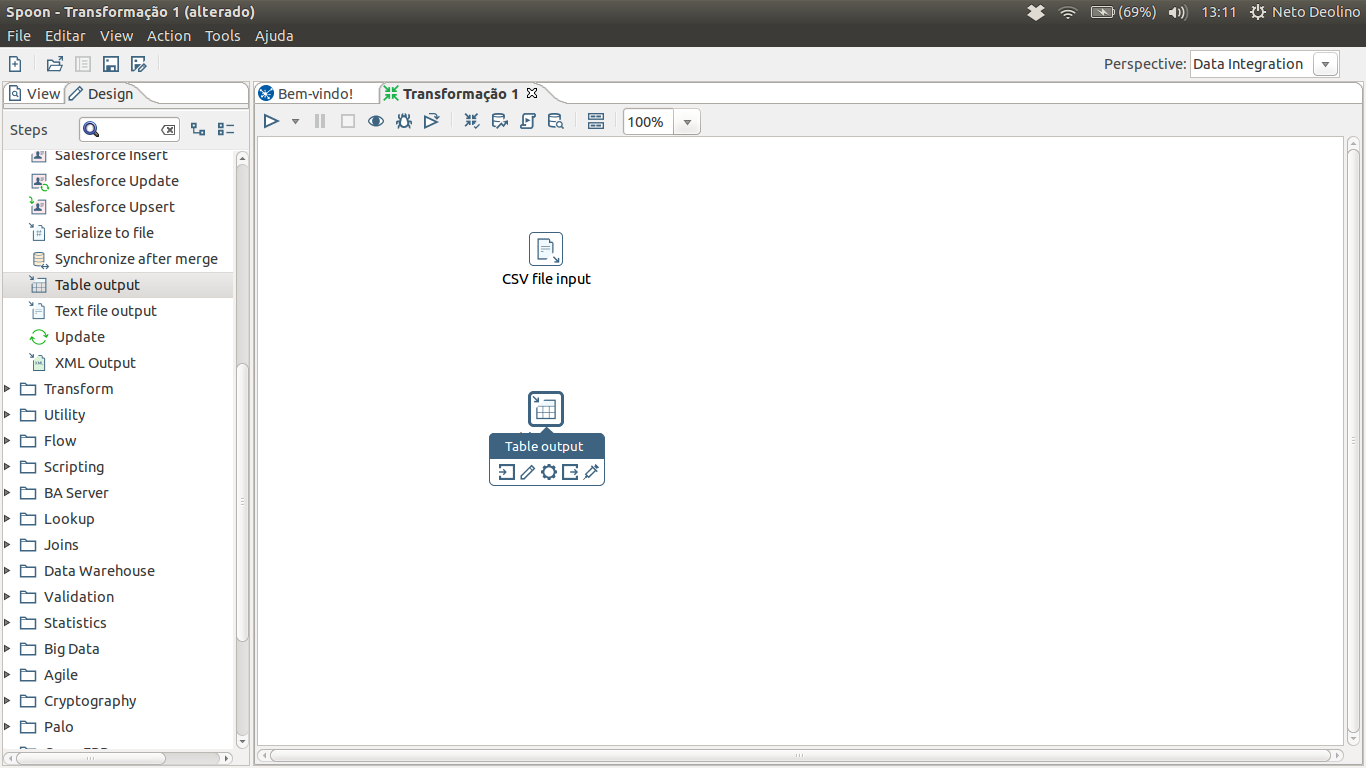 Spoon - Transformação 1 (alterado)
(69%)
13:11
Neto Deolino
File Editar View Action Tools Ajuda
Perspective: Data Integration
View Design
Bem-vindo!
Transformação 1
Steps
100%
Salesforce Insert
Salesforce Update
Salesforce Upsert
Serialize to file
Synchronize after merge
Table output
Text file output
Update
XML Output
Transform
Utility
Flow
Scripting
BA Server
Lookup
Joins
Data Warehouse
Validation
Statistics
Big Data
Agile
Cryptography
Palo
CSV file input
Table output